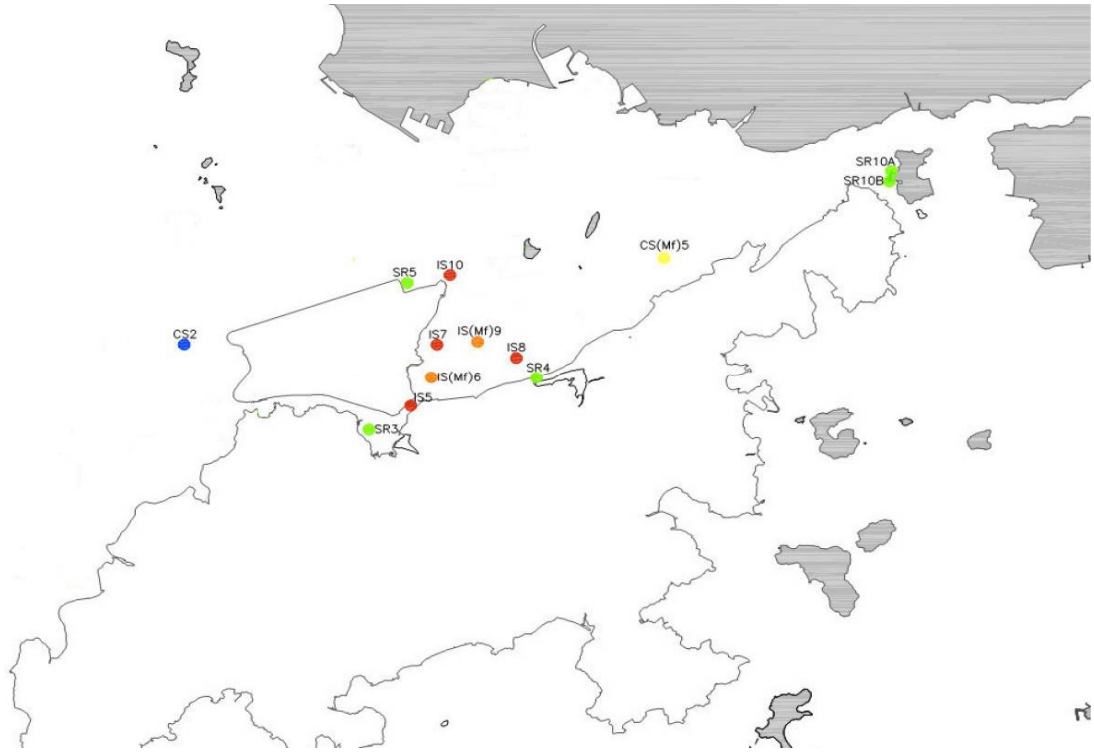 SR10A
SR10B
CS(Mf)5
SR5
IS10
CS2
IS7
IS(Mf)9
IS8
IS(Mf)6
SR4
IS5
SR3